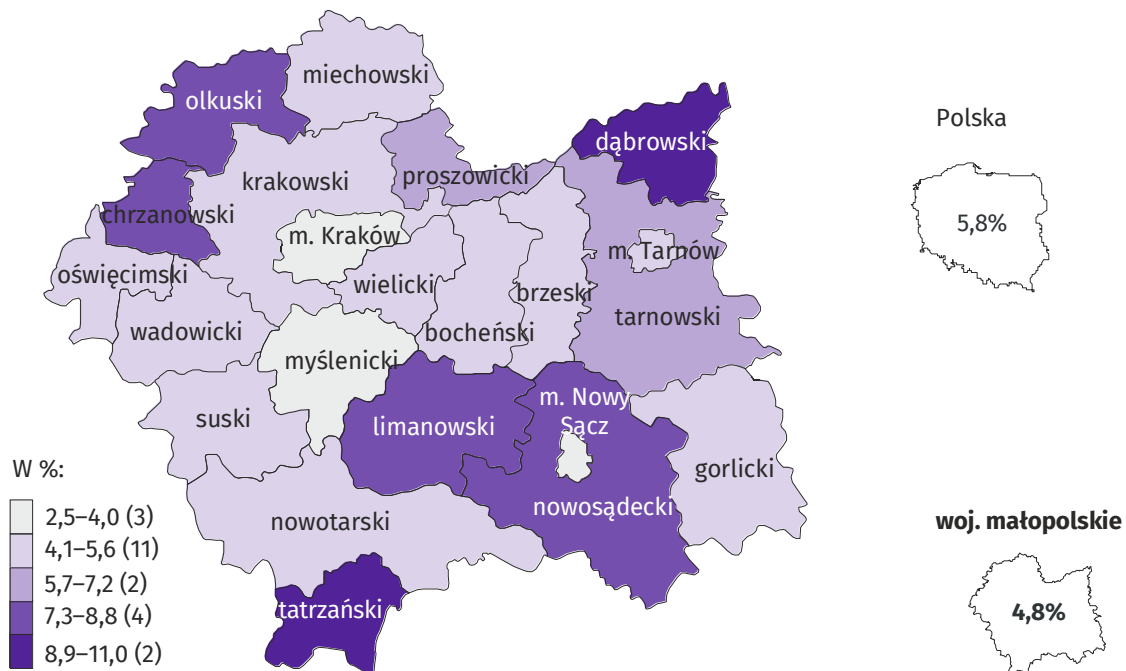 miechowski
olkuski
dąbrowski
Polska
krakowski
proszowicki
chrzanowski
m. Kraków
5,8%
m. Tarnów
oświęcimski
wielicki
brzeski
wadowicki
bocheński
tarnowski
myślenicki
m. Nowy
Sącz
suski
limanowski
gorlicki
W %:
2,5–4,0 (3)
4,1–5,6 (11)
5,7–7,2 (2)
7,3–8,8 (4)
8,9–11,0 (2)
nowosądecki
nowotarski
woj. małopolskie
tatrzański
4,8%